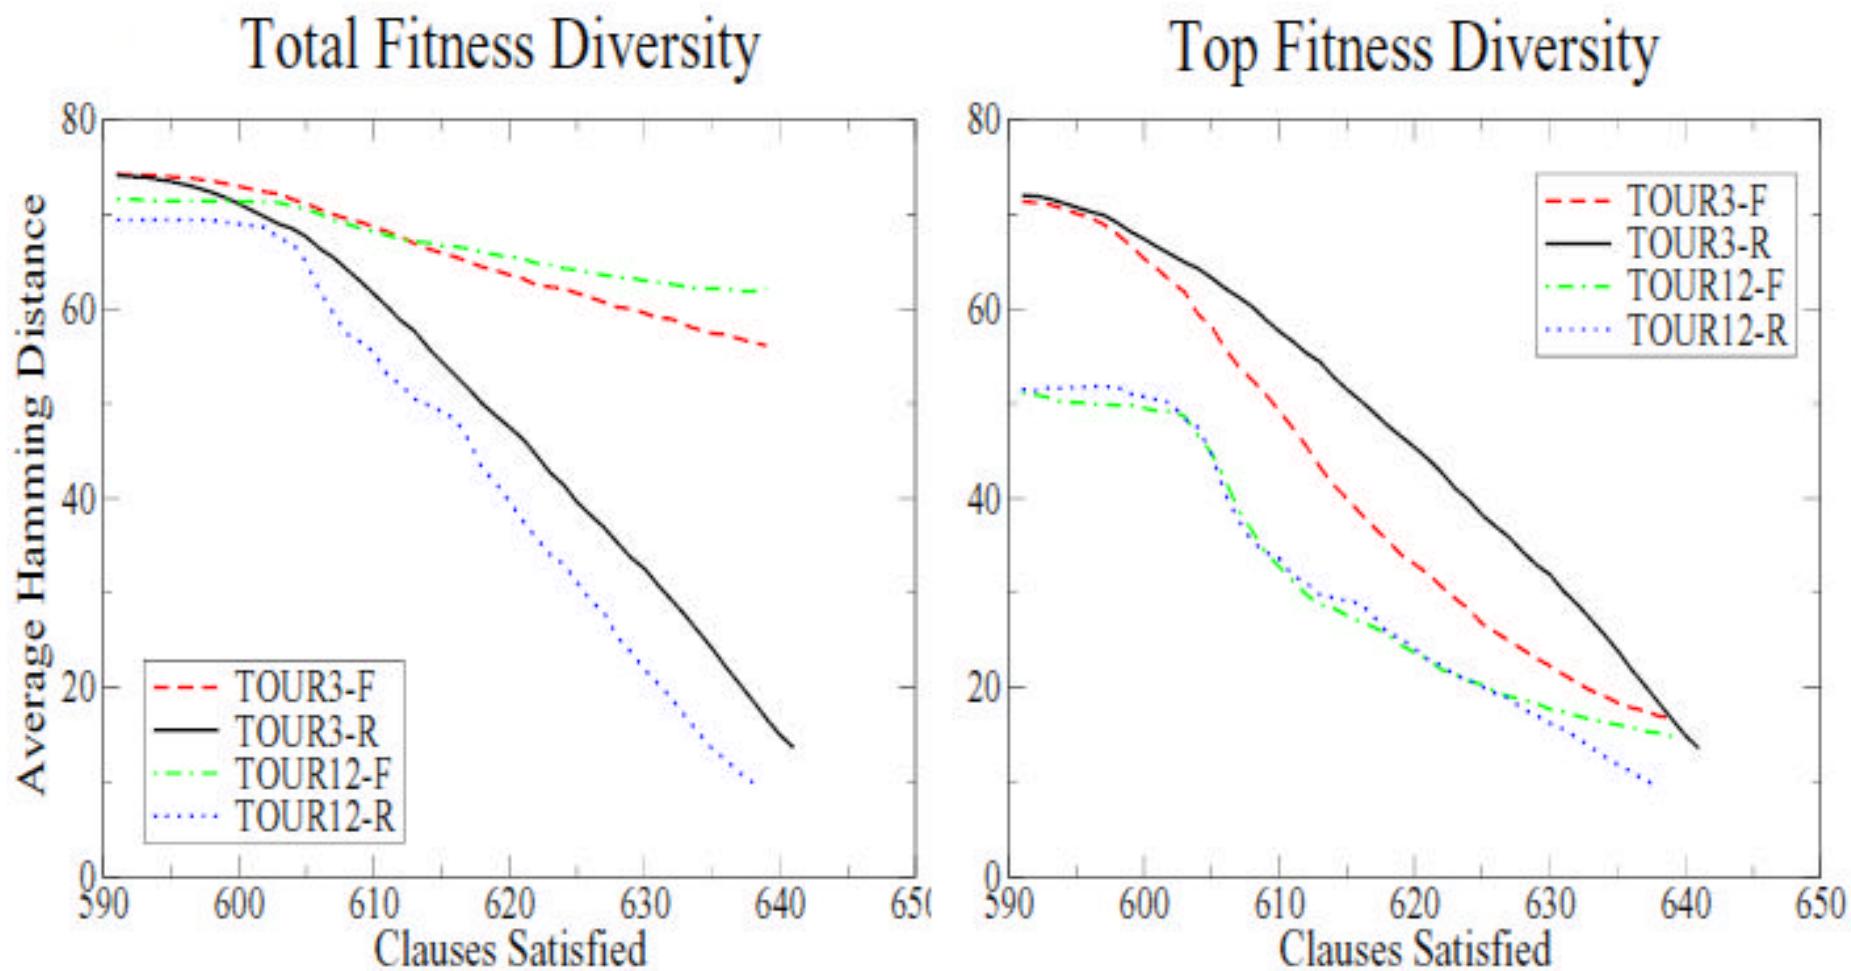 Total Fitness Diversity
Average Hamming Distance
80
60
40
20
0
TOUR3-F
TOUR3-R
TOUR12-F
TOUR12-R
590 600 610 620 630 640 650
Clauses Satisfied
Top Fitness Diversity
80
60
40
20
0
TOUR3-F
TOUR3-R
TOUR12-F
TOUR12-R
590 600 610 620 630 640 650
Clauses Satisfied